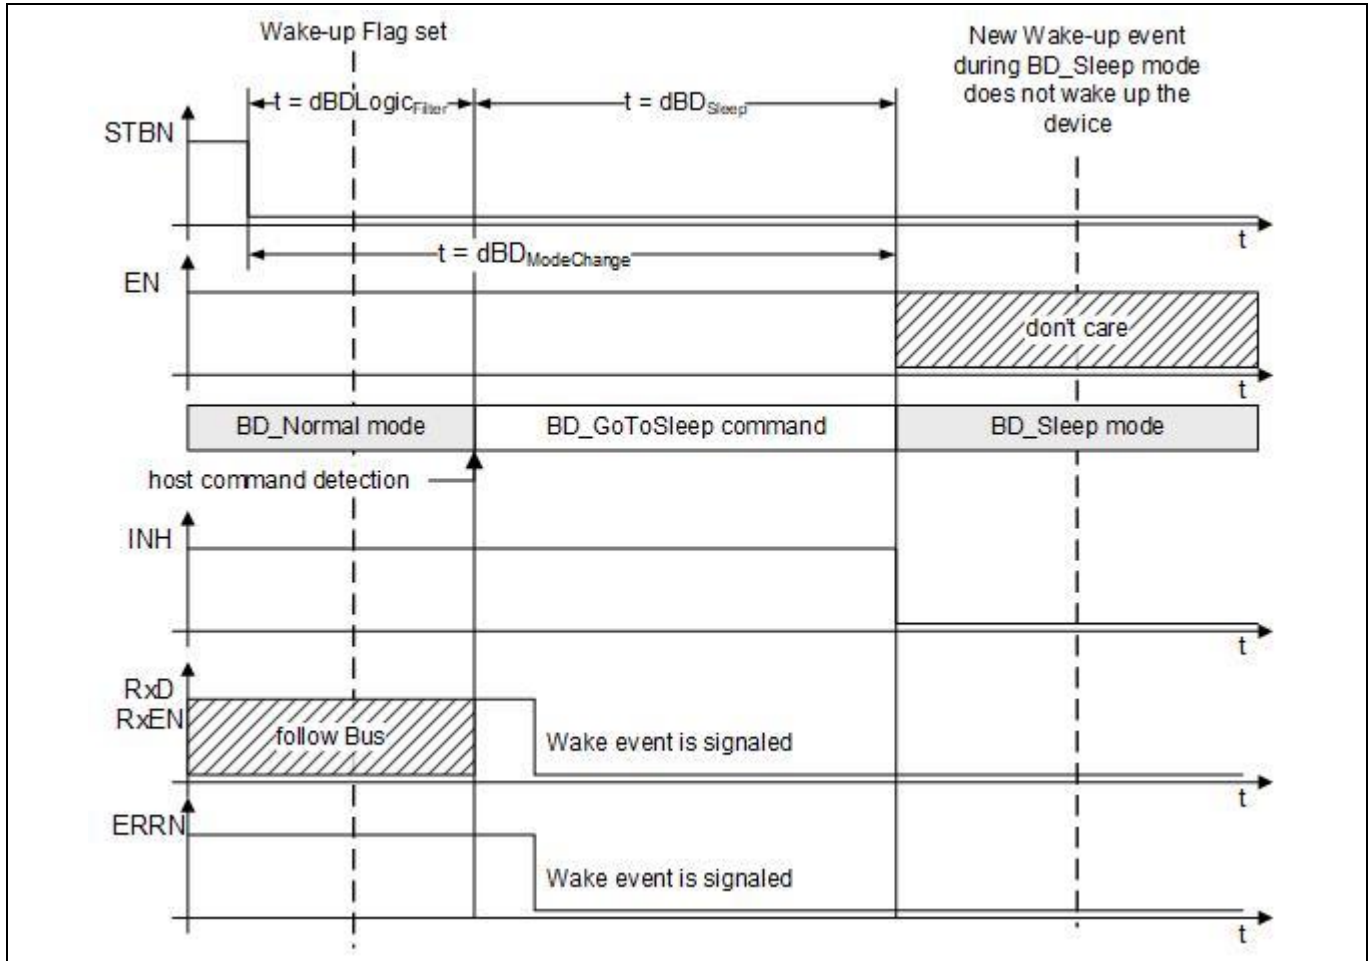 Wake-up Flag set
New Wake-up event
during BD_Sleep mode
does not wake up the
device
t = dBDLogicFilter
t = dBDSleep
STBN
t
t = dBDModeChange
EN
don't care
t
BD_Normal mode
BD_GoToSleep command
BD_Sleep mode
host command detection
INH
t
RxD
RxEN
follow Bus
Wake event is signaled
t
ERRN
Wake event is signaled
t